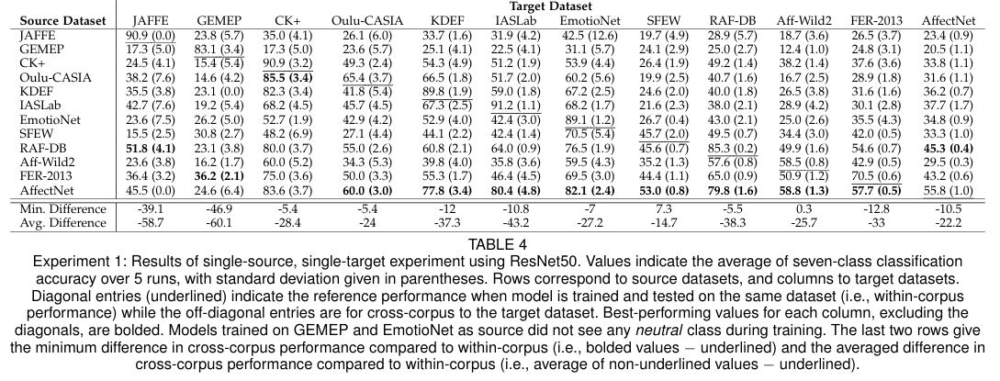 Target Dataset
Source Dataset JAFFE GEMEP CK+ Oulu-CASIA KDEF IASLab EmotioNet SFEW RAF-DB Aff-Wild2 FER-2013 AffectNet
JAFFE 90.9 (0.0) 23.8 (5.7) 35.0 (4.1) 26.1 (6.0) 33.7 (1.6) 31.9 (4.2) 42.5 (12.6) 19.7 (4.9) 28.9 (5.7) 18.7 (3.6) 26.5 (3.7) 23.4 (0.9)
GEMEP 17.3 (5.0) 83.1 (3.4) 17.3 (5.0) 23.6 (5.7) 25.1 (4.1) 22.5 (4.1) 31.1 (5.7) 24.1 (2.9) 25.0 (2.7) 12.4 (1.0) 24.8 (3.1) 20.5 (1.1)
CK+ 24.5 (4.1) 15.4 (5.4) 90.9 (3.2) 49.3 (2.4) 54.3 (4.9) 51.2 (1.9) 53.9 (4.4) 26.4 (1.9) 49.2 (1.4) 38.2 (1.4) 37.6 (3.6) 33.8 (1.1)
Oulu-CASIA 38.2 (7.6) 14.6 (4.2) 85.5 (3.4) 65.4 (3.7) 66.5 (1.8) 51.7 (2.0) 60.2 (5.6) 19.9 (2.5) 40.7 (1.6) 16.7 (2.5) 28.9 (1.8) 31.6 (1.1)
KDEF 35.5 (3.8) 23.1 (0.0) 82.3 (3.4) 41.8 (5.4) 89.8 (1.9) 59.0 (1.8) 67.2 (2.5) 24.6 (2.0) 40.0 (1.8) 26.5 (3.8) 31.6 (1.6) 36.2 (0.7)
IASLab 42.7 (7.6) 19.2 (5.4) 68.2 (4.5) 45.7 (4.5) 67.3 (2.5) 91.2 (1.1) 68.2 (1.7) 21.6 (2.3) 38.0 (2.1) 28.9 (4.2) 30.1 (2.8) 37.7 (1.7)
EmotioNet 23.6 (7.5) 26.2 (5.0) 52.7 (1.9) 42.9 (4.2) 52.9 (4.0) 42.4 (3.0) 89.1 (1.2) 26.7 (0.4) 43.0 (2.1) 25.0 (2.6) 35.5 (4.3) 34.8 (0.9)
SFEW 15.5 (2.5) 30.8 (2.7) 48.2 (6.9) 27.1 (4.4) 44.1 (2.2) 42.4 (1.4) 70.5 (5.4) 45.7 (2.0) 49.5 (0.7) 34.4 (3.0) 42.0 (0.5) 33.3 (1.0)
RAF-DB 51.8 (4.1) 23.1 (3.8) 80.0 (3.7) 55.0 (2.6) 60.8 (2.1) 64.0 (0.9) 76.5 (1.9) 45.6 (0.7) 85.3 (0.2) 49.9 (1.6) 54.6 (0.7) 45.3 (0.4)
Aff-Wild2 23.6 (3.8) 16.2 (1.7) 60.0 (5.2) 34.3 (5.3) 39.8 (4.0) 35.8 (3.6) 59.5 (4.3) 35.2 (1.3) 57.6 (0.8) 58.5 (0.8) 42.9 (0.5) 29.5 (0.3)
FER-2013 36.4 (3.2) 36.2 (2.1) 75.0 (3.6) 50.0 (3.3) 55.3 (1.7) 46.4 (4.5) 69.5 (3.0) 44.4 (1.1) 65.0 (0.9) 50.9 (1.2) 70.5 (0.6) 43.2 (0.6)
AffectNet 45.5 (0.0) 24.6 (6.4) 83.6 (3.7) 60.0 (3.0) 77.8 (3.4) 80.4 (4.8) 82.1 (2.4) 53.0 (0.8) 79.8 (1.6) 58.8 (1.3) 57.7 (0.5) 55.8 (1.0)
Min. Difference -39.1 -46.9 -5.4 -5.4 -12 -10.8 -7 7.3 -5.5 0.3 -12.8 -10.5
Avg. Difference -58.7 -60.1 -28.4 -24 -37.3 -43.2 -27.2 -14.7 -38.3 -25.7 -33 -22.2
TABLE 4
Experiment 1: Results of single-source, single-target experiment using ResNet50. Values indicate the average of seven-class classification
accuracy over 5 runs, with standard deviation given in parentheses. Rows correspond to source datasets, and columns to target datasets.
Diagonal entries (underlined) indicate the reference performance when model is trained and tested on the same dataset (i.e., within-corpus
performance) while the off-diagonal entries are for cross-corpus to the target dataset. Best-performing values for each column, excluding the
diagonals, are bolded. Models trained on GEMEP and EmotioNet as source did not see any neutral class during training. The last two rows give
the minimum difference in cross-corpus performance compared to within-corpus (i.e., bolded values − underlined) and the averaged difference in
cross-corpus performance compared to within-corpus (i.e., average of non-underlined values − underlined).